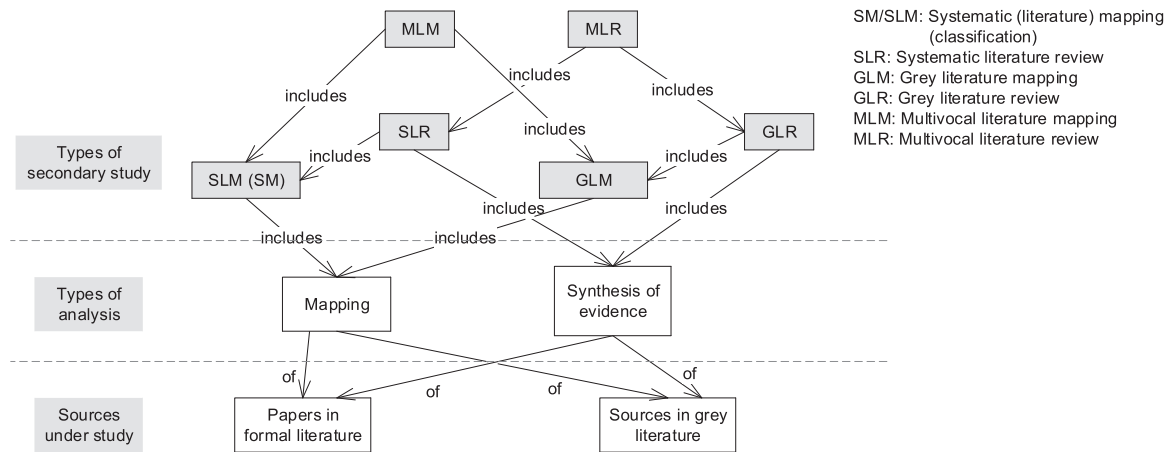 MLM
MLR
SM/SLM: Systematic (literature) mapping
(classification)
SLR: Systematic literature review
GLM: Grey literature mapping
GLR: Grey literature review
MLM: Multivocal literature mapping
MLR: Multivocal literature review
includes
includes
includes
includes
SLR
GLR
Types of
secondary study
includes
includes
SLM (SM)
GLM
includes
includes
includes
includes
Types of
analysis
Mapping
Synthesis of
evidence
of
of
of
of
Sources
under study
Papers in
formal literature
Sources in grey
literature